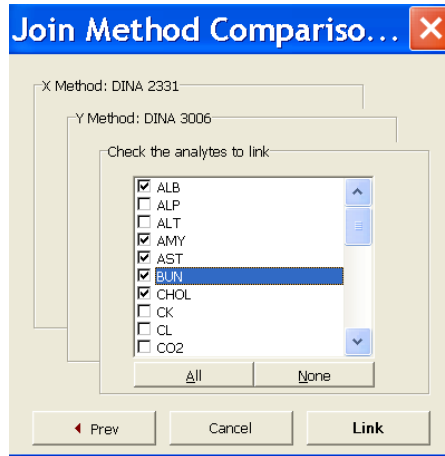 Join Method Compariso...
X Method: DINA 2331
Y Method: DINA 3006
Check the analytes to link
ALB
ALP
ALT
AMY
AST
BUN
CHOL
CK
CL
CO2
All None
Prev Cancel Link